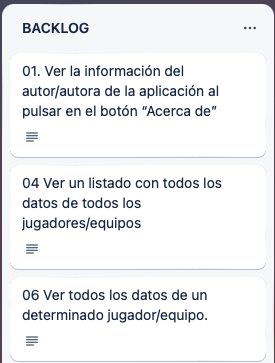 BACKLOG
01. Ver la información del
autor/autora de la aplicación al
pulsar en el botón “Acerca de”
04 Ver un listado con todos los
datos de todos los
jugadores/equipos
06 Ver todos los datos de un
determinado jugador/equipo.